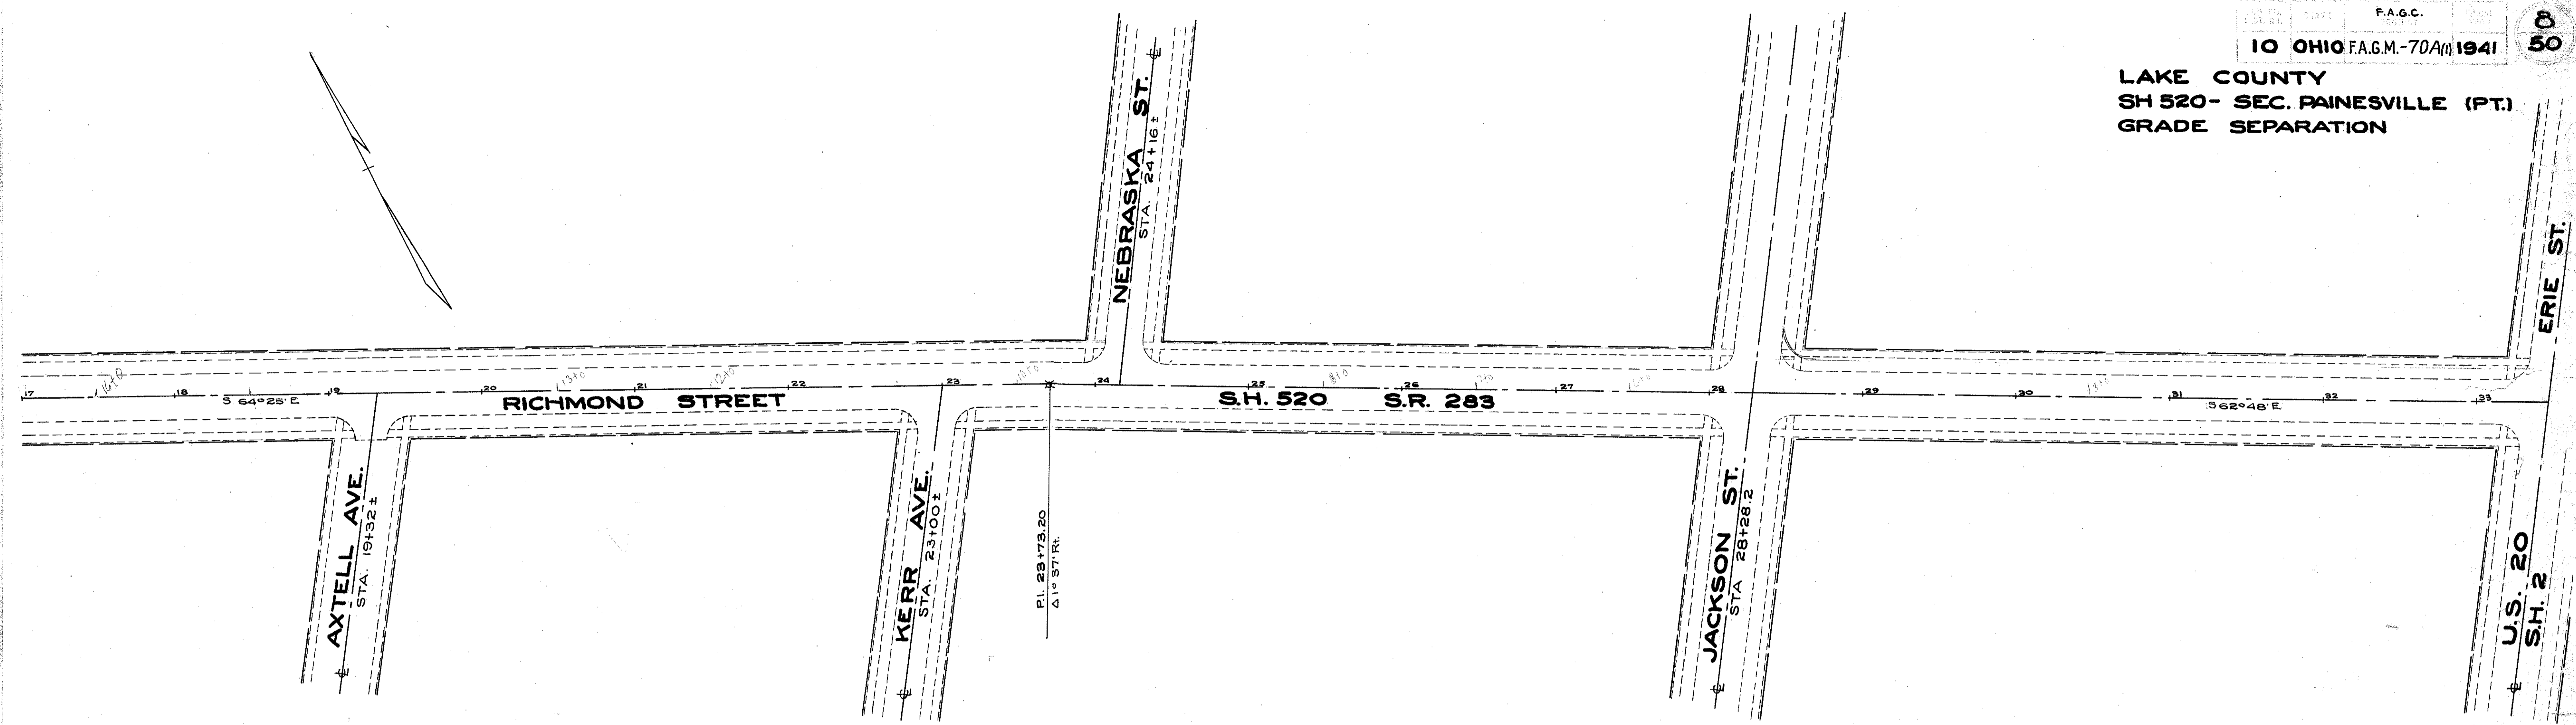 F.A.G.C.
10 OHIO F.A.G.M.-70A(1) 1941
8
50
LAKE COUNTY
SH 520- SEC. PAINESVILLE (PT.)
GRADE SEPARATION
NEBRASKA ST.
STA. 24+16 ±
ERIE ST.
17 18 19 20 21 22 23 24 25 26 27 28 29 30 31 32 33
S 64° 25' E
RICHMOND STREET
S.H. 520 S.R. 283
S 62° 48' E
AXTELL AVE.
STA. 19+32 ±
KERR AVE.
STA. 23+00 ±
P.I. 23+73.20
Δ 1° 37' Rt.
JACKSON ST.
STA 28+28.2
U.S. 20
S.H. 2